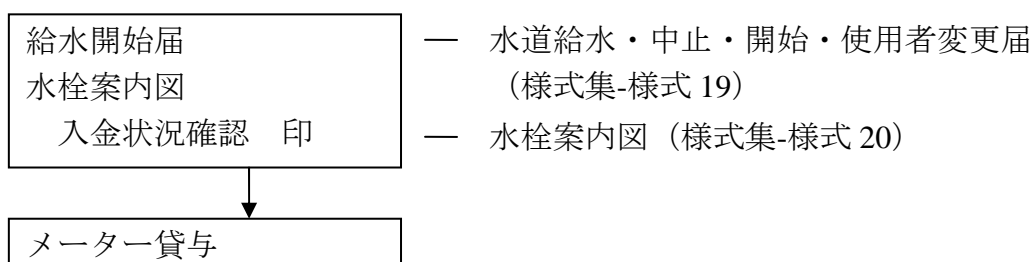 給水開始届 ― 水道給水・中止・開始・使用者変更届
水栓案内図 （様式集-様式 19）
入金状況確認　印 ― 水栓案内図（様式集-様式 20）
メーター貸与